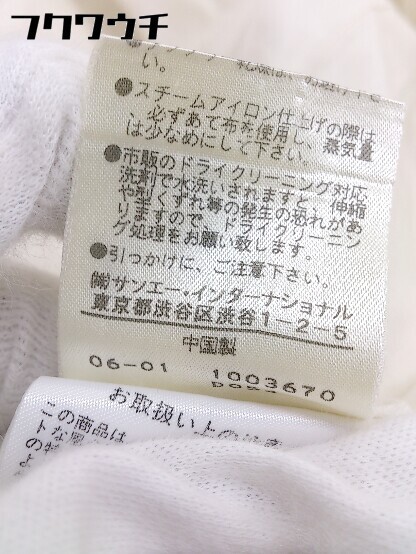 フクワウチ
い。
●スチームアイロン仕上げの際は
必ずあて布を使用し、蒸気量
は少なめにして下さい。
●市販のドライクリーニング対応
洗剤で水洗いされますと、伸縮
や型くずれ等の発生の恐れがあ
りますので、ドライクリーニン
グ処理をお願い致します。
●引っかけに、ご注意下さい。
㈱サンエー・インターナショナル
東京都渋谷区渋谷1-2-5
中国製
06-01 1003670
お取扱い上の注意
この商品は